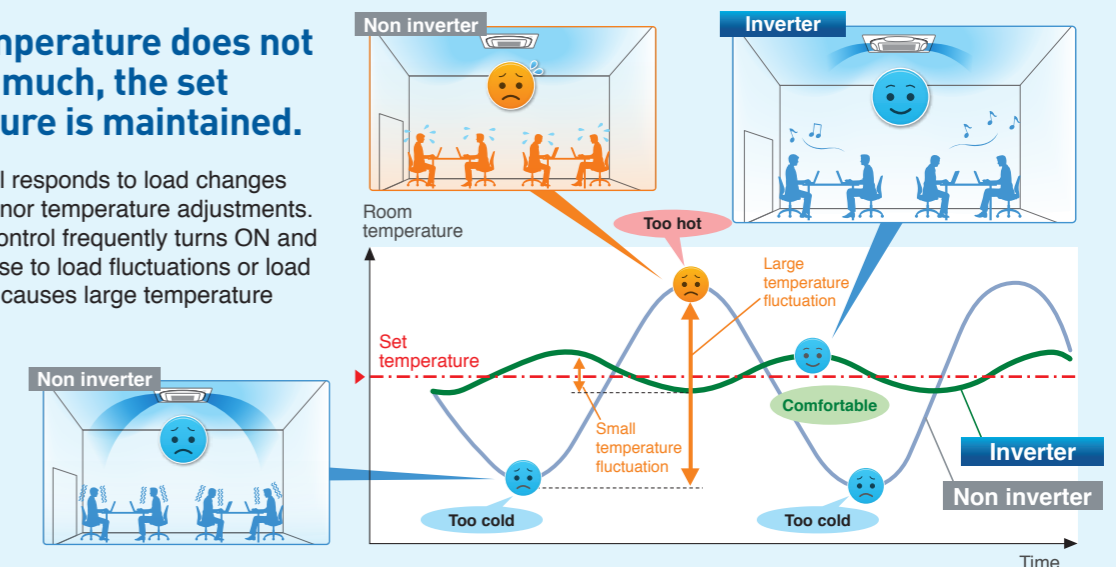 mperature does not
much, the set
ure is maintained.
l responds to load changes
nor temperature adjustments.
ontrol frequently turns ON and
se to load fluctuations or load
causes large temperature
Non inverter
Inverter
Room
temperature
Too hot
Large
temperature
fluctuation
Set
temperature
Comfortable
Small
temperature
fluctuation
Non inverter
Inverter
Non inverter
Too cold
Too cold
Time